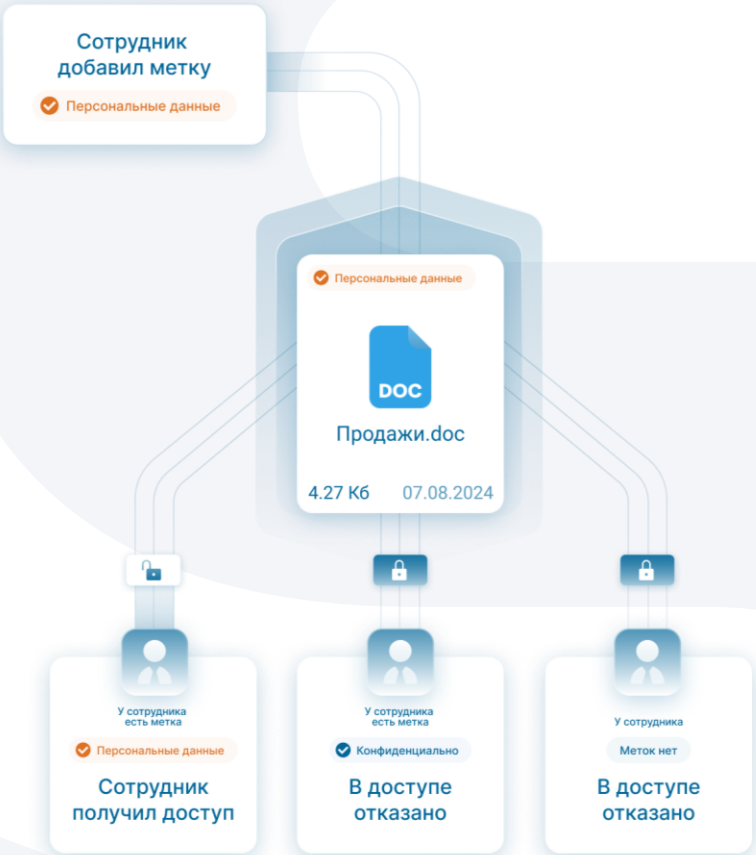 Сотрудник
добавил метку
Персональные данные
Персональные данные
DOC
Продажи.doc
4.27 Кб 07.08.2024
У сотрудника
есть метка
Персональные данные
Сотрудник
получил доступ
У сотрудника
есть метка
Конфиденциально
В доступе
отказано
У сотрудника
Меток нет
В доступе
отказано